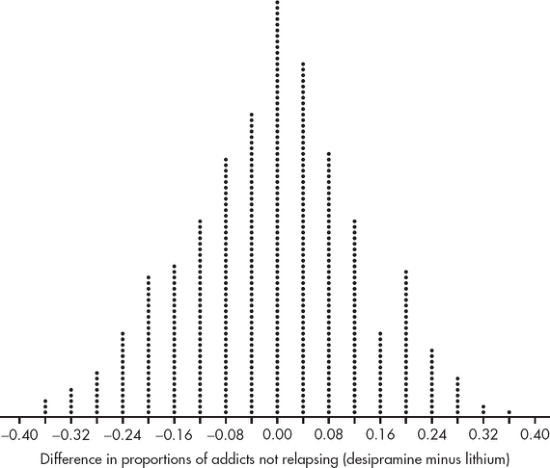 –0.40 –0.32 –0.24 –0.16 –0.08 0.00 0.08 0.16 0.24 0.32 0.40
Difference in proportions of addicts not relapsing (desipramine minus lithium)